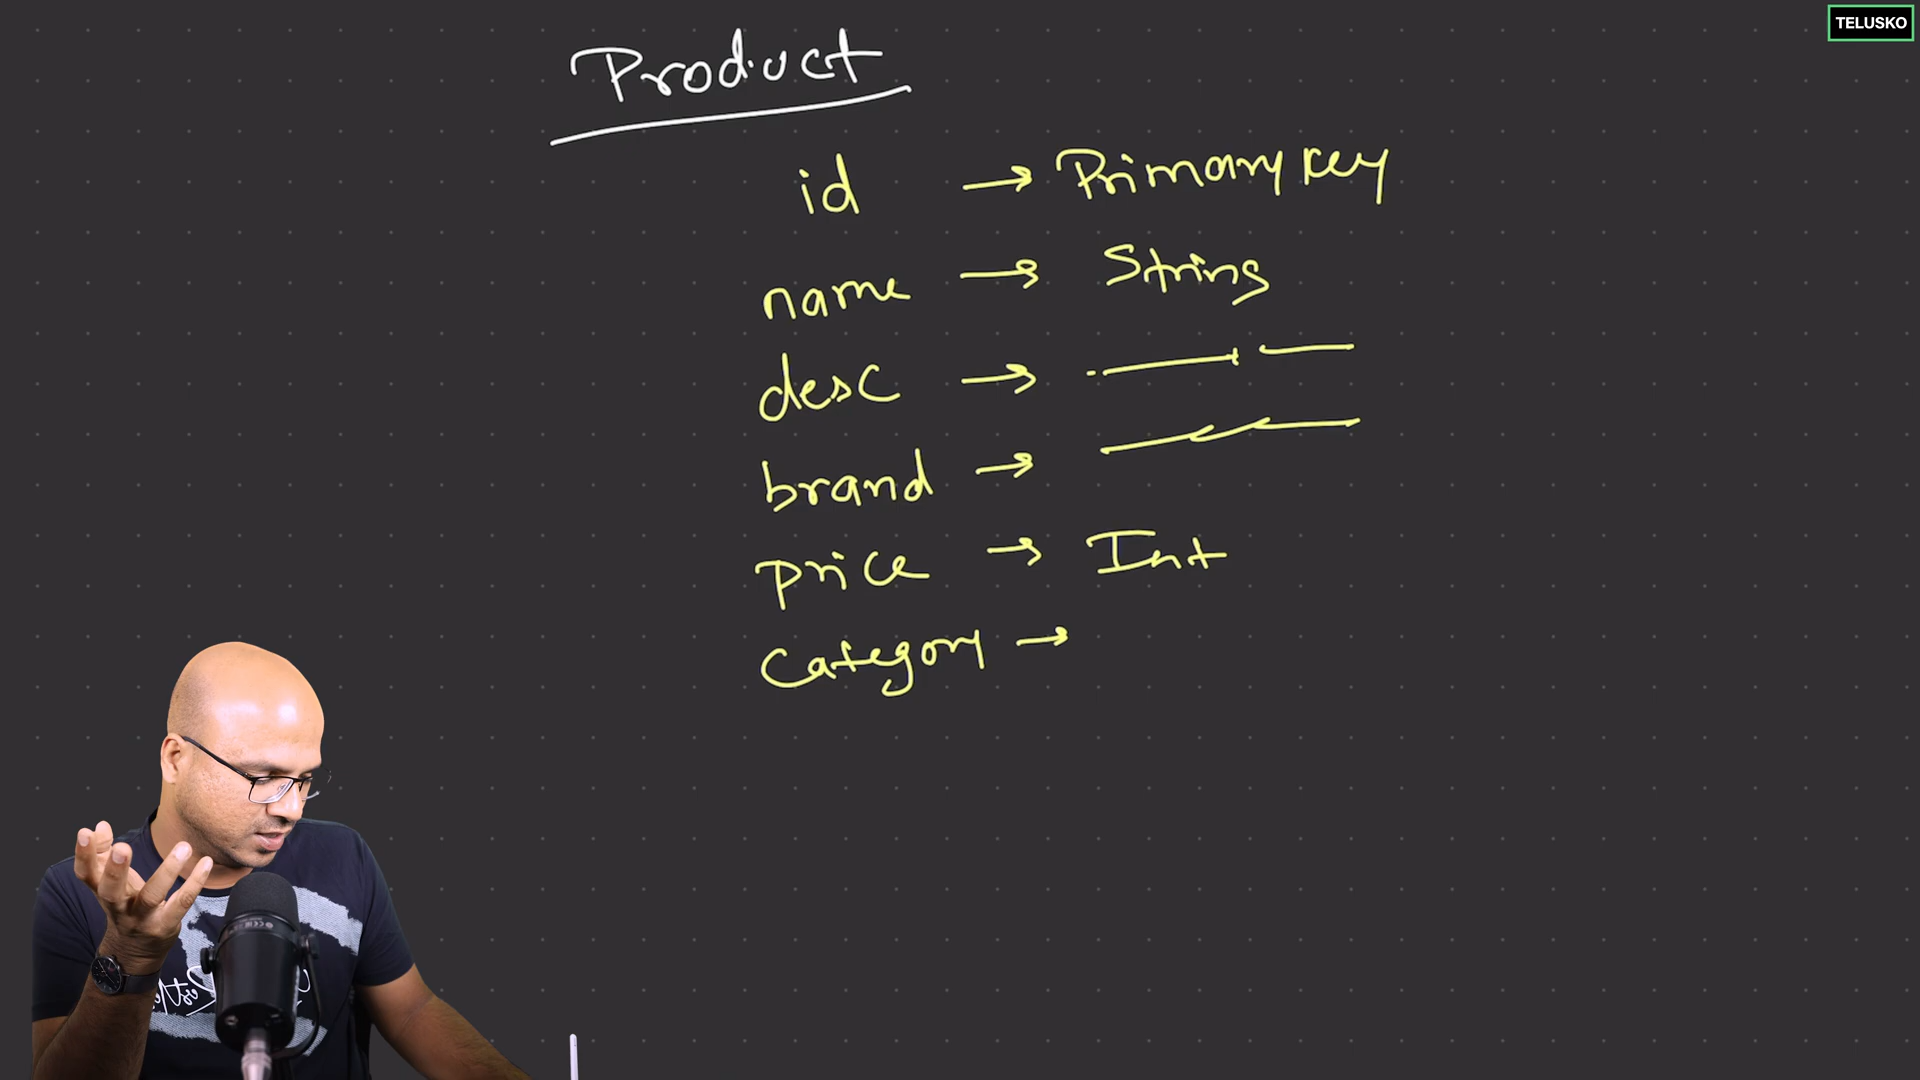 TELUSKO
Product
id → Primary key
name → String
desc →
brand →
price → Int
Category →